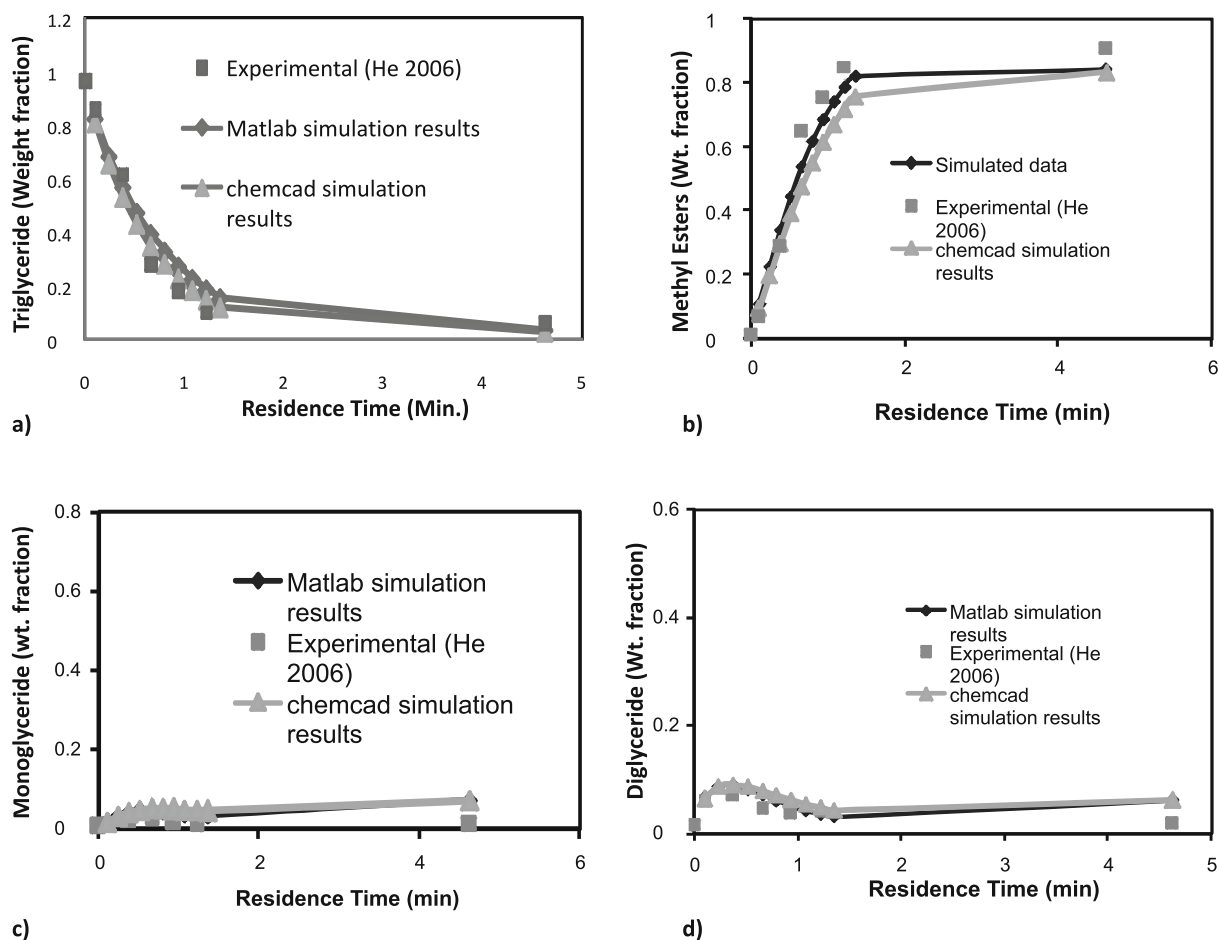 1.2
1
0.8
0.6
0.4
0.2
0
Triglyceride (Weight fraction)
Experimental (He 2006)
Matlab simulation results
chemcad simulation
results
0 1 2 3 4 5
Residence Time (Min.)
a)
1
0.8
0.6
0.4
0.2
0
Methyl Esters (Wt. fraction)
Simulated data
Experimental (He
2006)
chemcad simulation
results
0 2 4 6
Residence Time (min)
b)
0.8
0.6
0.4
0.2
0
Monoglyceride (wt. fraction)
Matlab simulation
results
Experimental (He
2006)
chemcad simulation
results
0 2 4 6
Residence Time (min)
c)
0.6
0.4
0.2
0
Diglyceride (Wt. fraction)
Matlab simulation
results
Experimental (He
2006)
chemcad
simulation results
0 1 2 3 4 5
Residence Time (min)
d)